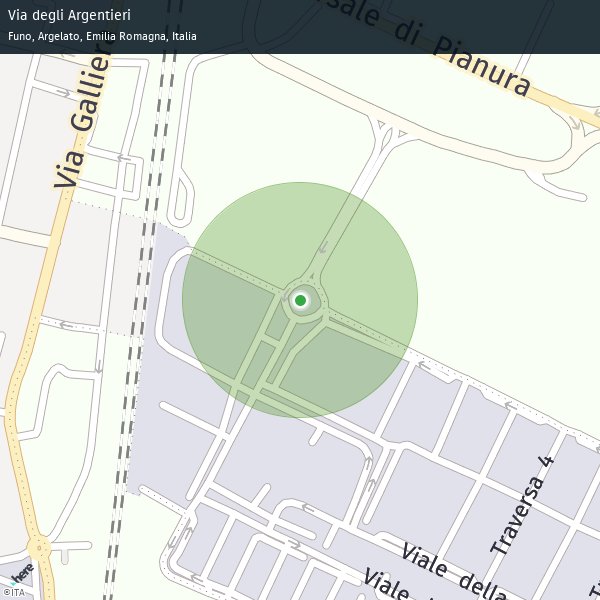 Via degli Argentieri
Funo, Argelato, Emilia Romagna, Italia
sale di Pianura
Via Galliera
Traversa 4
Viale della
Viale
here
©ITA